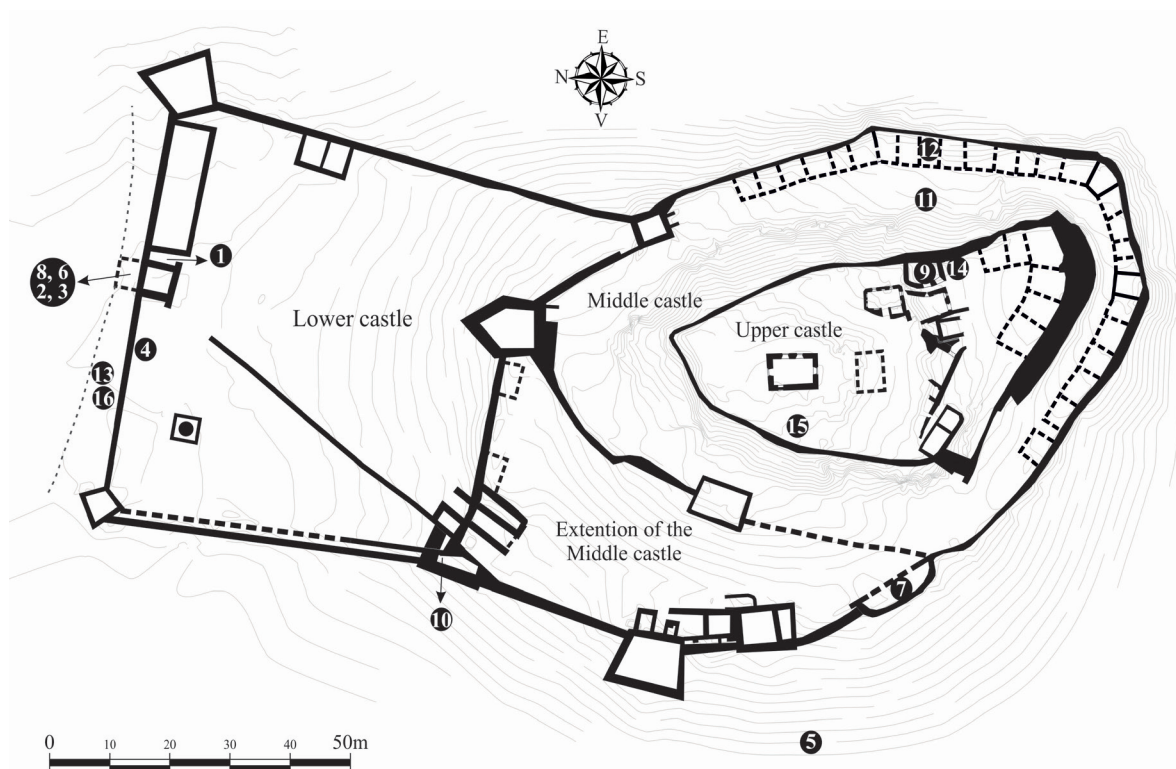 E
N S
V
12
11
8, 6
2, 3
1
9 14
Middle castle
Lower castle
Upper castle
4
13
16
15
Extention of the
Middle castle
7
10
5
0 10 20 30 40 50m